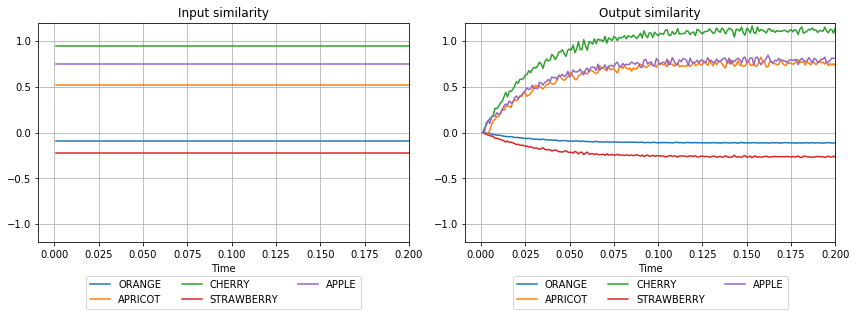 Input similarity
1.0
0.5
0.0
−0.5
−1.0
0.000 0.025 0.050 0.075 0.100 0.125 0.150 0.175 0.200
Time
ORANGE CHERRY APPLE
APRICOT STRAWBERRY
Output similarity
1.0
0.5
0.0
−0.5
−1.0
0.000 0.025 0.050 0.075 0.100 0.125 0.150 0.175 0.200
Time
ORANGE CHERRY APPLE
APRICOT STRAWBERRY